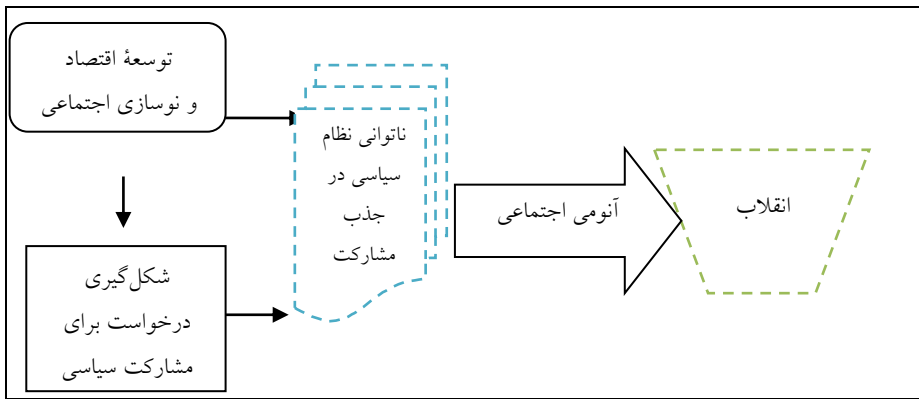 توسعهٔ اقتصاد
و نوسازی اجتماعی
شکل‌گیری
درخواست برای
مشارکت سیاسی
ناتوانی نظام
سیاسی در
جذب
مشارکت
آنومی اجتماعی
انقلاب